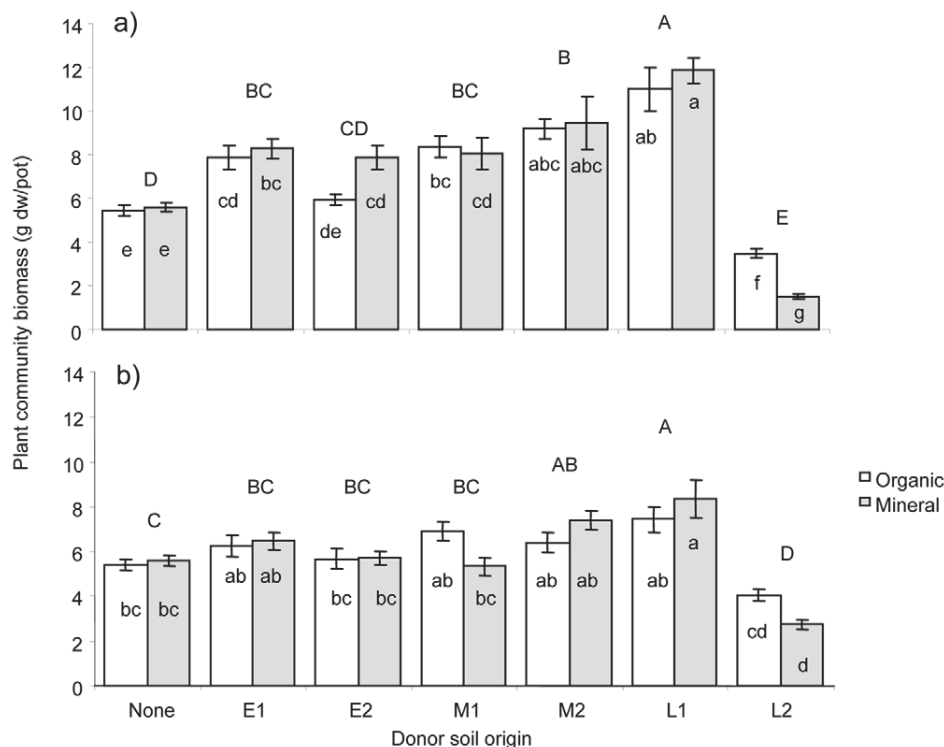 a)
14
12
10
8
6
4
2
0
D
BC
CD
BC
B
A
E
e e cd bc de cd bc cd abc abc ab a f g
b)
14
12
10
8
6
4
2
0
C
BC
BC
BC
AB
A
D
bc bc ab ab bc bc ab bc ab ab ab a cd d
None E1 E2 M1 M2 L1 L2
Donor soil origin
Plant community biomass (g dw/pot)
Organic
Mineral